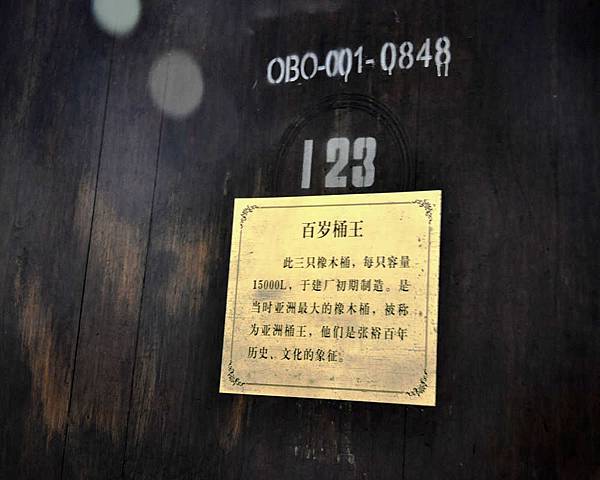 OBO-001-0848
123
百岁桶王
此三只橡木桶，每只容量
15000L，于建厂初期制造。是
当时亚洲最大的橡木桶，被称
为亚洲桶王，他们是张裕百年
历史、文化的象征。